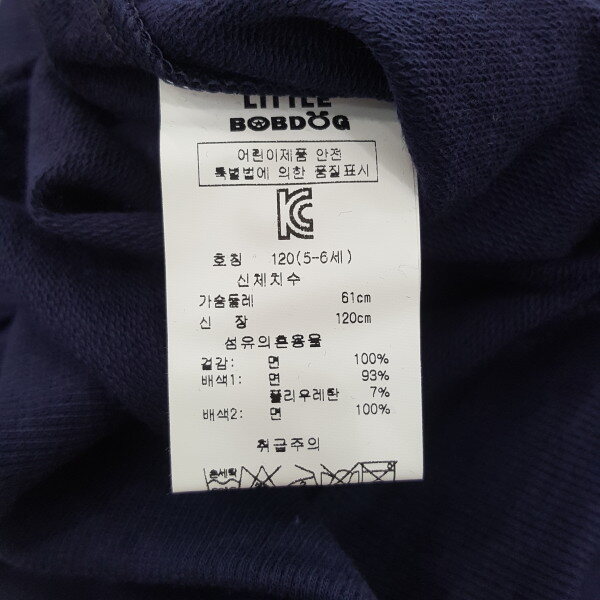 LITTLE
BOBDOG
어린이제품 안전
특별법에 의한 품질표시
호칭 120(5-6세)
신체치수
가슴둘레 61cm
신 장 120cm
섬유의혼용율
겉감: 면 100%
배색1: 면 93%
폴리우레탄 7%
배색2: 면 100%
취급주의
손세탁